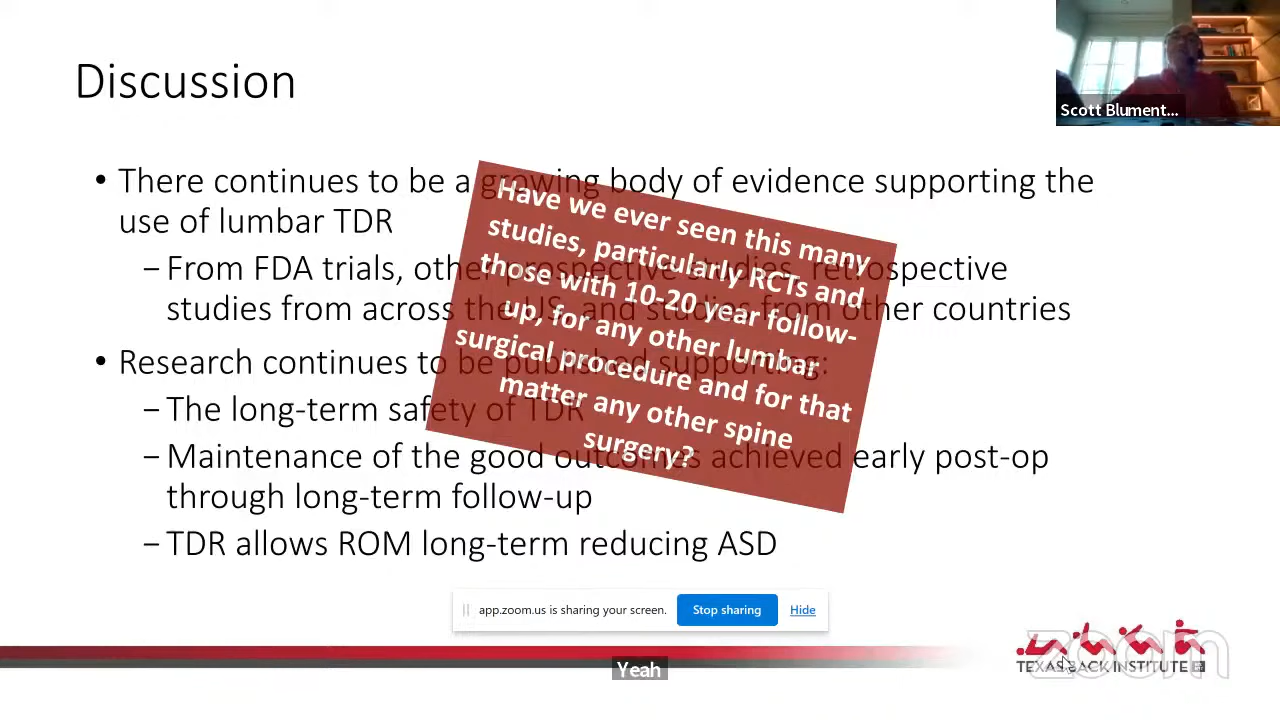 Discussion
Scott Blument...
• There continues to be a growing body of evidence supporting the
use of lumbar TDR
– From FDA trials, other prospective studies, retrospective
studies from across the US, and studies from other countries
• Research continues to be published supporting:
– The long-term safety of TDR
– Maintenance of the good outcomes achieved early post-op
through long-term follow-up
– TDR allows ROM long-term reducing ASD
Have we ever seen this many
studies, particularly RCTs and
those with 10-20 year follow-
up, for any other lumbar
surgical procedure and for that
matter any other spine
surgery?
app.zoom.us is sharing your screen.
Stop sharing
Hide
Yeah
zoom
TEXAS BACK INSTITUTE